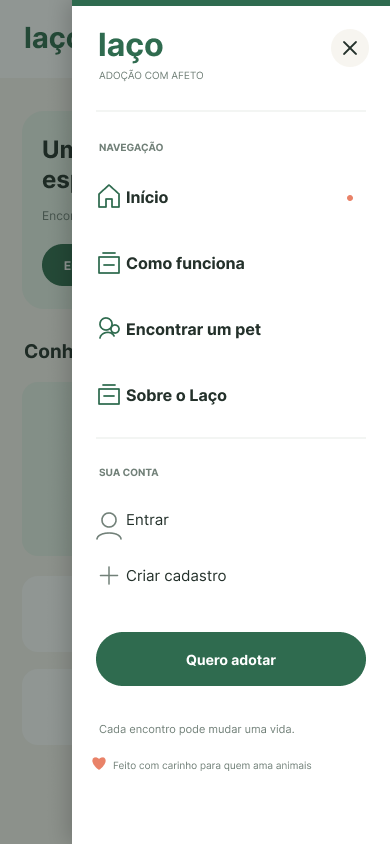 laço
ADOÇÃO COM AFETO
NAVEGAÇÃO
Início
Como funciona
Encontrar um pet
Sobre o Laço
SUA CONTA
Entrar
Criar cadastro
Quero adotar
Cada encontro pode mudar uma vida.
Feito com carinho para quem ama animais